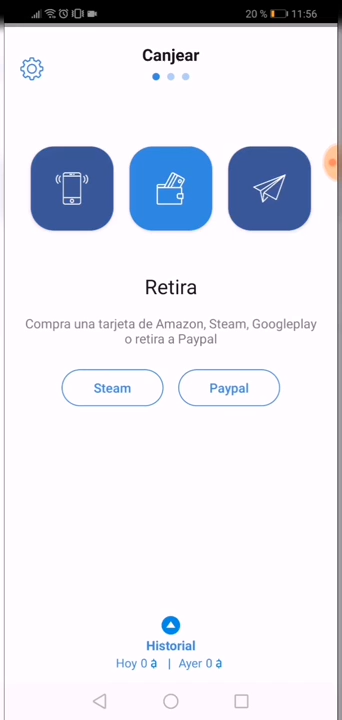 20 % 11:56
Canjear
Retira
Compra una tarjeta de Amazon, Steam, Googleplay
o retira a Paypal
Steam Paypal
Historial
Hoy 0 | Ayer 0